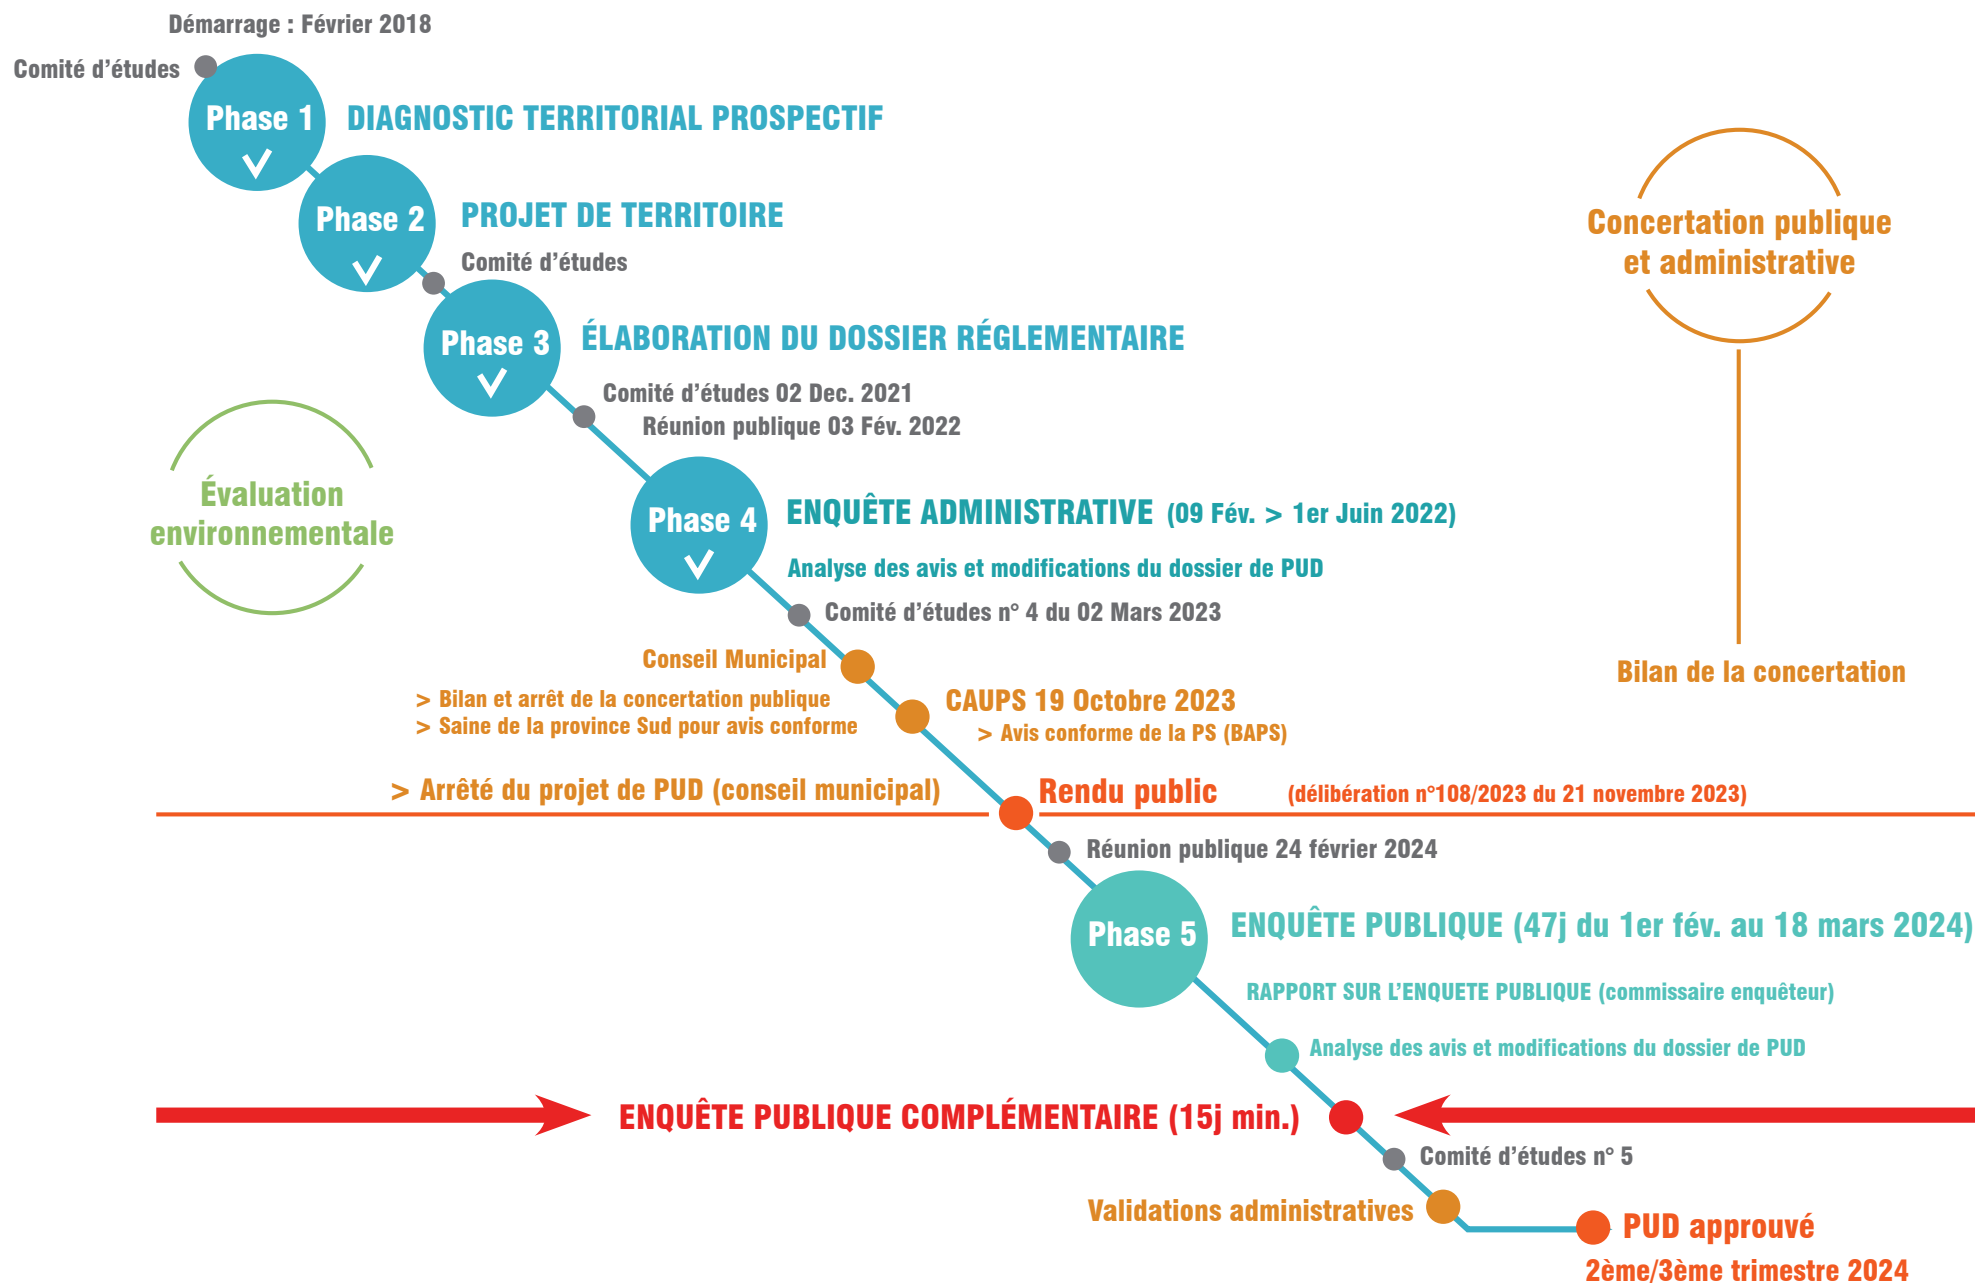 Démarrage : Février 2018
Comité d’études
Phase 1
DIAGNOSTIC TERRITORIAL PROSPECTIF
Phase 2
PROJET DE TERRITOIRE
Comité d’études
Phase 3
ÉLABORATION DU DOSSIER RÉGLEMENTAIRE
Comité d’études 02 Dec. 2021
Réunion publique 03 Fév. 2022
Concertation publique
et administrative
Bilan de la concertation
Évaluation
environnementale
Phase 4
ENQUÊTE ADMINISTRATIVE (09 Fév. > 1er Juin 2022)
Analyse des avis et modifications du dossier de PUD
Comité d’études n° 4 du 02 Mars 2023
Conseil Municipal
> Bilan et arrêt de la concertation publique
> Saine de la province Sud pour avis conforme
CAUPS 19 Octobre 2023
> Avis conforme de la PS (BAPS)
> Arrêté du projet de PUD (conseil municipal)
Rendu public (délibération n°108/2023 du 21 novembre 2023)
Réunion publique 24 février 2024
Phase 5
ENQUÊTE PUBLIQUE (47j du 1er fév. au 18 mars 2024)
RAPPORT SUR L’ENQUETE PUBLIQUE (commissaire enquêteur)
Analyse des avis et modifications du dossier de PUD
ENQUÊTE PUBLIQUE COMPLÉMENTAIRE (15j min.)
Comité d’études n° 5
Validations administratives
PUD approuvé
2ème/3ème trimestre 2024